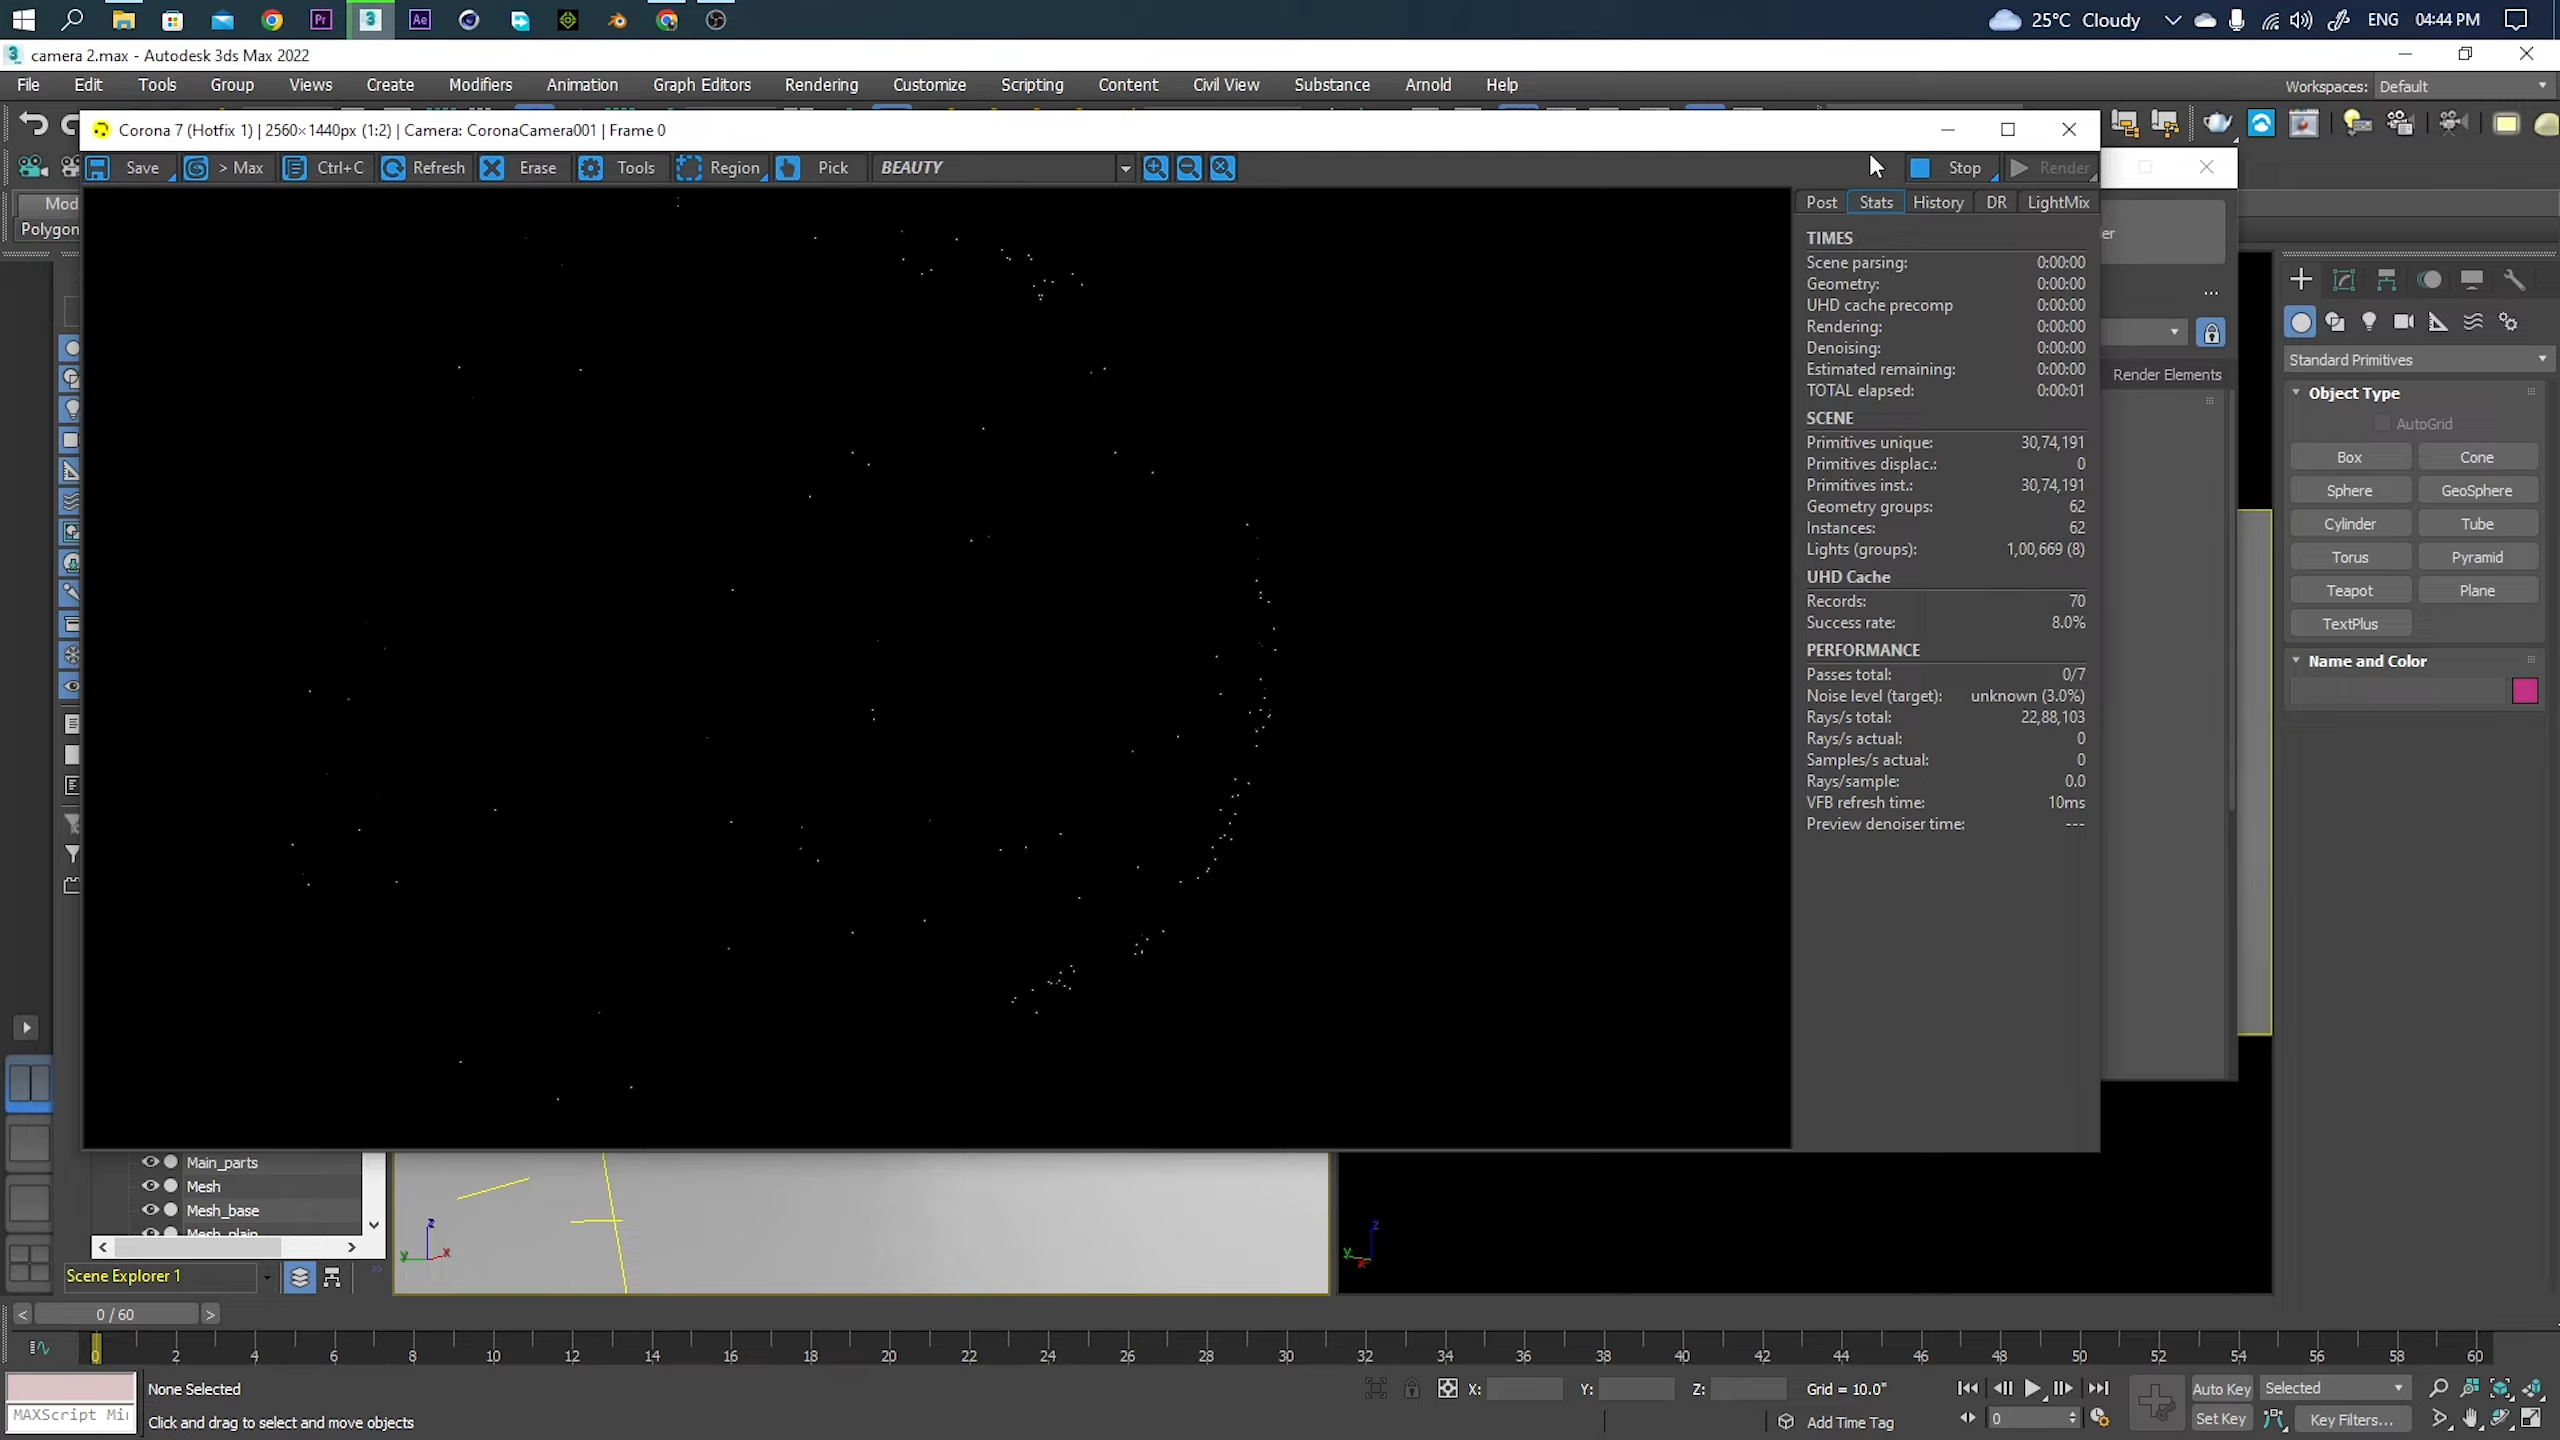 Pr
3
Ae
25°C Cloudy
ENG
04:44 PM
3
camera 2.max - Autodesk 3ds Max 2022
File
Edit
Tools
Group
Views
Create
Modifiers
Animation
Graph Editors
Rendering
Customize
Scripting
Content
Civil View
Substance
Arnold
Help
Workspaces: Default
Corona 7 (Hotfix 1) | 2560×1440px (1:2) | Camera: CoronaCamera001 | Frame 0
Save
> Max
Ctrl+C
Refresh
Erase
Tools
Region
Pick
BEAUTY
Stop
Render
Mod
Polygon
Post
Stats
History
DR
LightMix
TIMES
Scene parsing: 0:00:00
Geometry: 0:00:00
UHD cache precomp 0:00:00
Rendering: 0:00:00
Denoising: 0:00:00
Estimated remaining: 0:00:00
TOTAL elapsed: 0:00:01
SCENE
Primitives unique: 30,74,191
Primitives displac.: 0
Primitives inst.: 30,74,191
Geometry groups: 62
Instances: 62
Lights (groups): 1,00,669 (8)
UHD Cache
Records: 70
Success rate: 8.0%
PERFORMANCE
Passes total: 0/7
Noise level (target): unknown (3.0%)
Rays/s total: 22,88,103
Rays/s actual: 0
Samples/s actual: 0
Rays/sample: 0.0
VFB refresh time: 10ms
Preview denoiser time: ---
er
...
Render Elements
Standard Primitives
Object Type
AutoGrid
Box
Cone
Sphere
GeoSphere
Cylinder
Tube
Torus
Pyramid
Teapot
Plane
TextPlus
Name and Color
Main_parts
Mesh
Mesh_base
Mesh_plain
Scene Explorer 1
z
y
x
z
y
x
< 0 / 60 >
0 2 4 6 8 10 12 14 16 18 20 22 24 26 28 30 32 34 36 38 40 42 44 46 48 50 52 54 56 58 60
None Selected
MAXScript Mi
Click and drag to select and move objects
X:
Y:
Z:
Grid = 10.0"
Add Time Tag
0
Auto Key
Selected
Set Key
Key Filters...